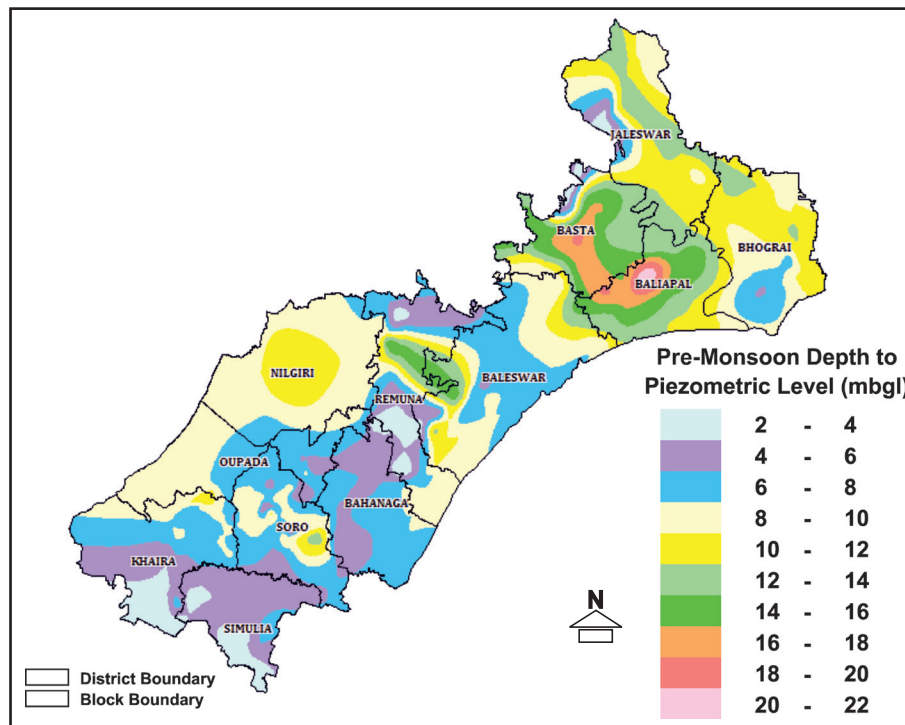 JALESWAR
BASTA
BHOGRAI
BALIAPAL
NILGIRI
BALESWAR
REMUNA
OUPADA
BAHANAGA
SORO
KHAIRA
SIMULIA
Pre-Monsoon Depth to
Piezometric Level (mbgl)
2 - 4
4 - 6
6 - 8
8 - 10
10 - 12
12 - 14
14 - 16
16 - 18
18 - 20
20 - 22
N
District Boundary
Block Boundary